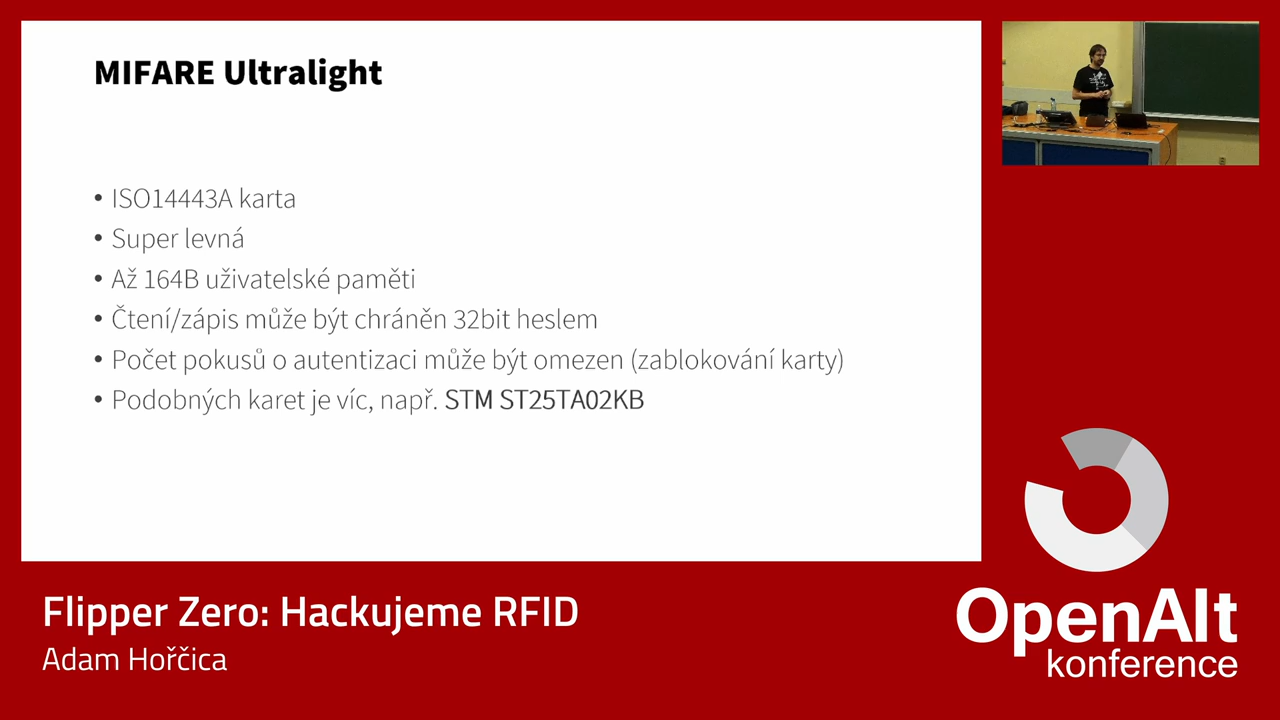 MIFARE Ultralight
• ISO14443A karta
• Super levná
• Až 164B uživatelské paměti
• Čtení/zápis může být chráněn 32bit heslem
• Počet pokusů o autentizaci může být omezen (zablokování karty)
• Podobných karet je víc, např. STM ST25TA02KB
Flipper Zero: Hackujeme RFID
Adam Hořčica
OpenAlt
konference